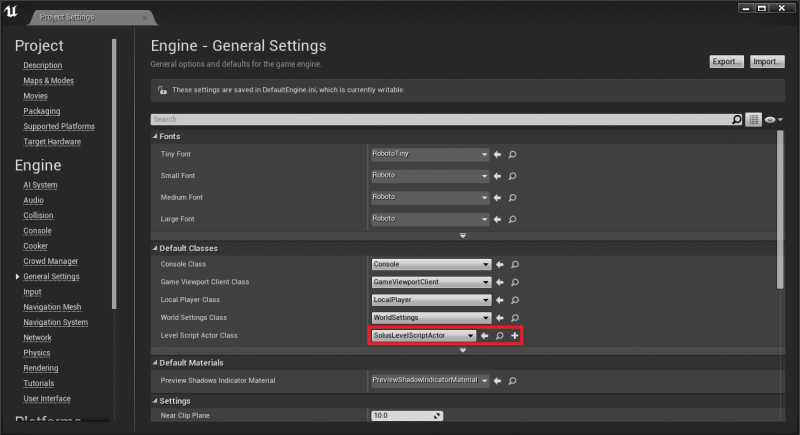 Project Settings
Project
Description
Maps & Modes
Movies
Packaging
Supported Platforms
Target Hardware
Engine
AI System
Audio
Collision
Console
Cooker
Crowd Manager
General Settings
Input
Navigation Mesh
Navigation System
Network
Physics
Rendering
Tutorials
User Interface
Platforms
Engine - General Settings
General options and defaults for the game engine.
Export...
Import...
These settings are saved in DefaultEngine.ini, which is currently writable.
Search
Fonts
Tiny Font RobotoTiny
Small Font Roboto
Medium Font Roboto
Large Font Roboto
Default Classes
Console Class Console
Game Viewport Client Class GameViewportClient
Local Player Class LocalPlayer
World Settings Class WorldSettings
Level Script Actor Class SolusLevelScriptActor
Default Materials
Preview Shadows Indicator Material PreviewShadowIndicatorMaterial
Settings
Near Clip Plane 10.0